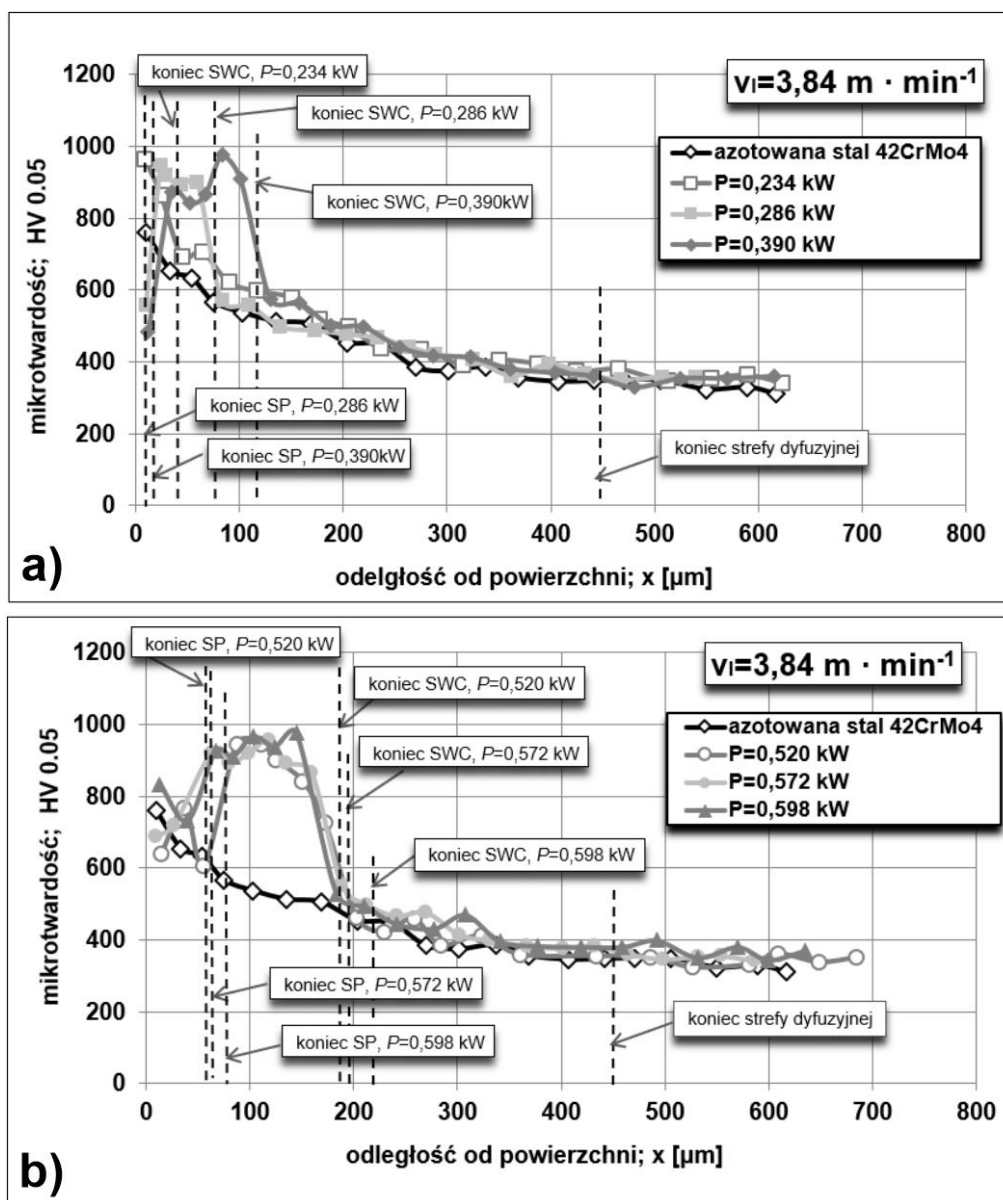 koniec SWC, P=0,234 kW
koniec SWC, P=0,286 kW
koniec SWC, P=0,390kW
vl=3,84 m · min-1
azotowana stal 42CrMo4
P=0,234 kW
P=0,286 kW
P=0,390 kW
koniec SP, P=0,286 kW
koniec SP, P=0,390kW
koniec strefy dyfuzyjnej
mikrotwardość; HV 0.05
1200
1000
800
600
400
200
0
0 100 200 300 400 500 600 700 800
odelgłość od powierzchni; x [µm]
a)
koniec SP, P=0,520 kW
koniec SWC, P=0,520 kW
koniec SWC, P=0,572 kW
koniec SWC, P=0,598 kW
vl=3,84 m · min-1
azotowana stal 42CrMo4
P=0,520 kW
P=0,572 kW
P=0,598 kW
koniec SP, P=0,572 kW
koniec SP, P=0,598 kW
koniec strefy dyfuzyjnej
mikrotwardość; HV 0.05
1200
1000
800
600
400
200
0
0 100 200 300 400 500 600 700 800
odległość od powierzchni; x [µm]
b)